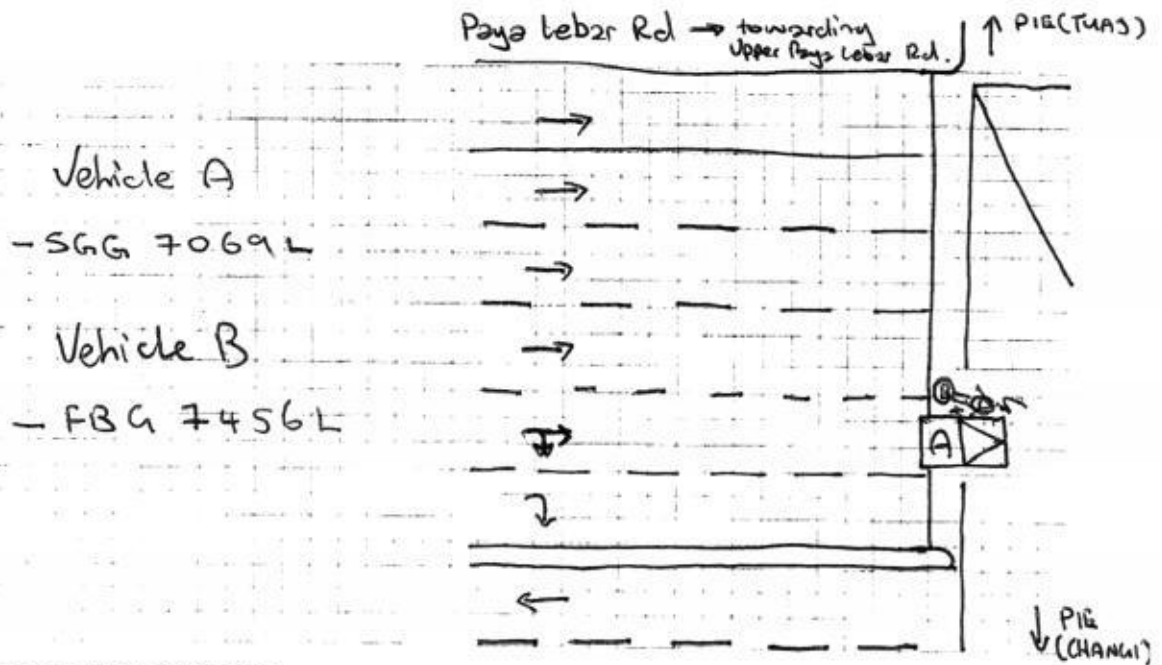 Paya Lebar Rd → towarding
Upper Paya Lebar Rd.
↑ PIE (TUAS)
Vehicle A
- SGG 7069L
Vehicle B
- FBG 7456L
B
A
↓ PIE
(CHANGI)